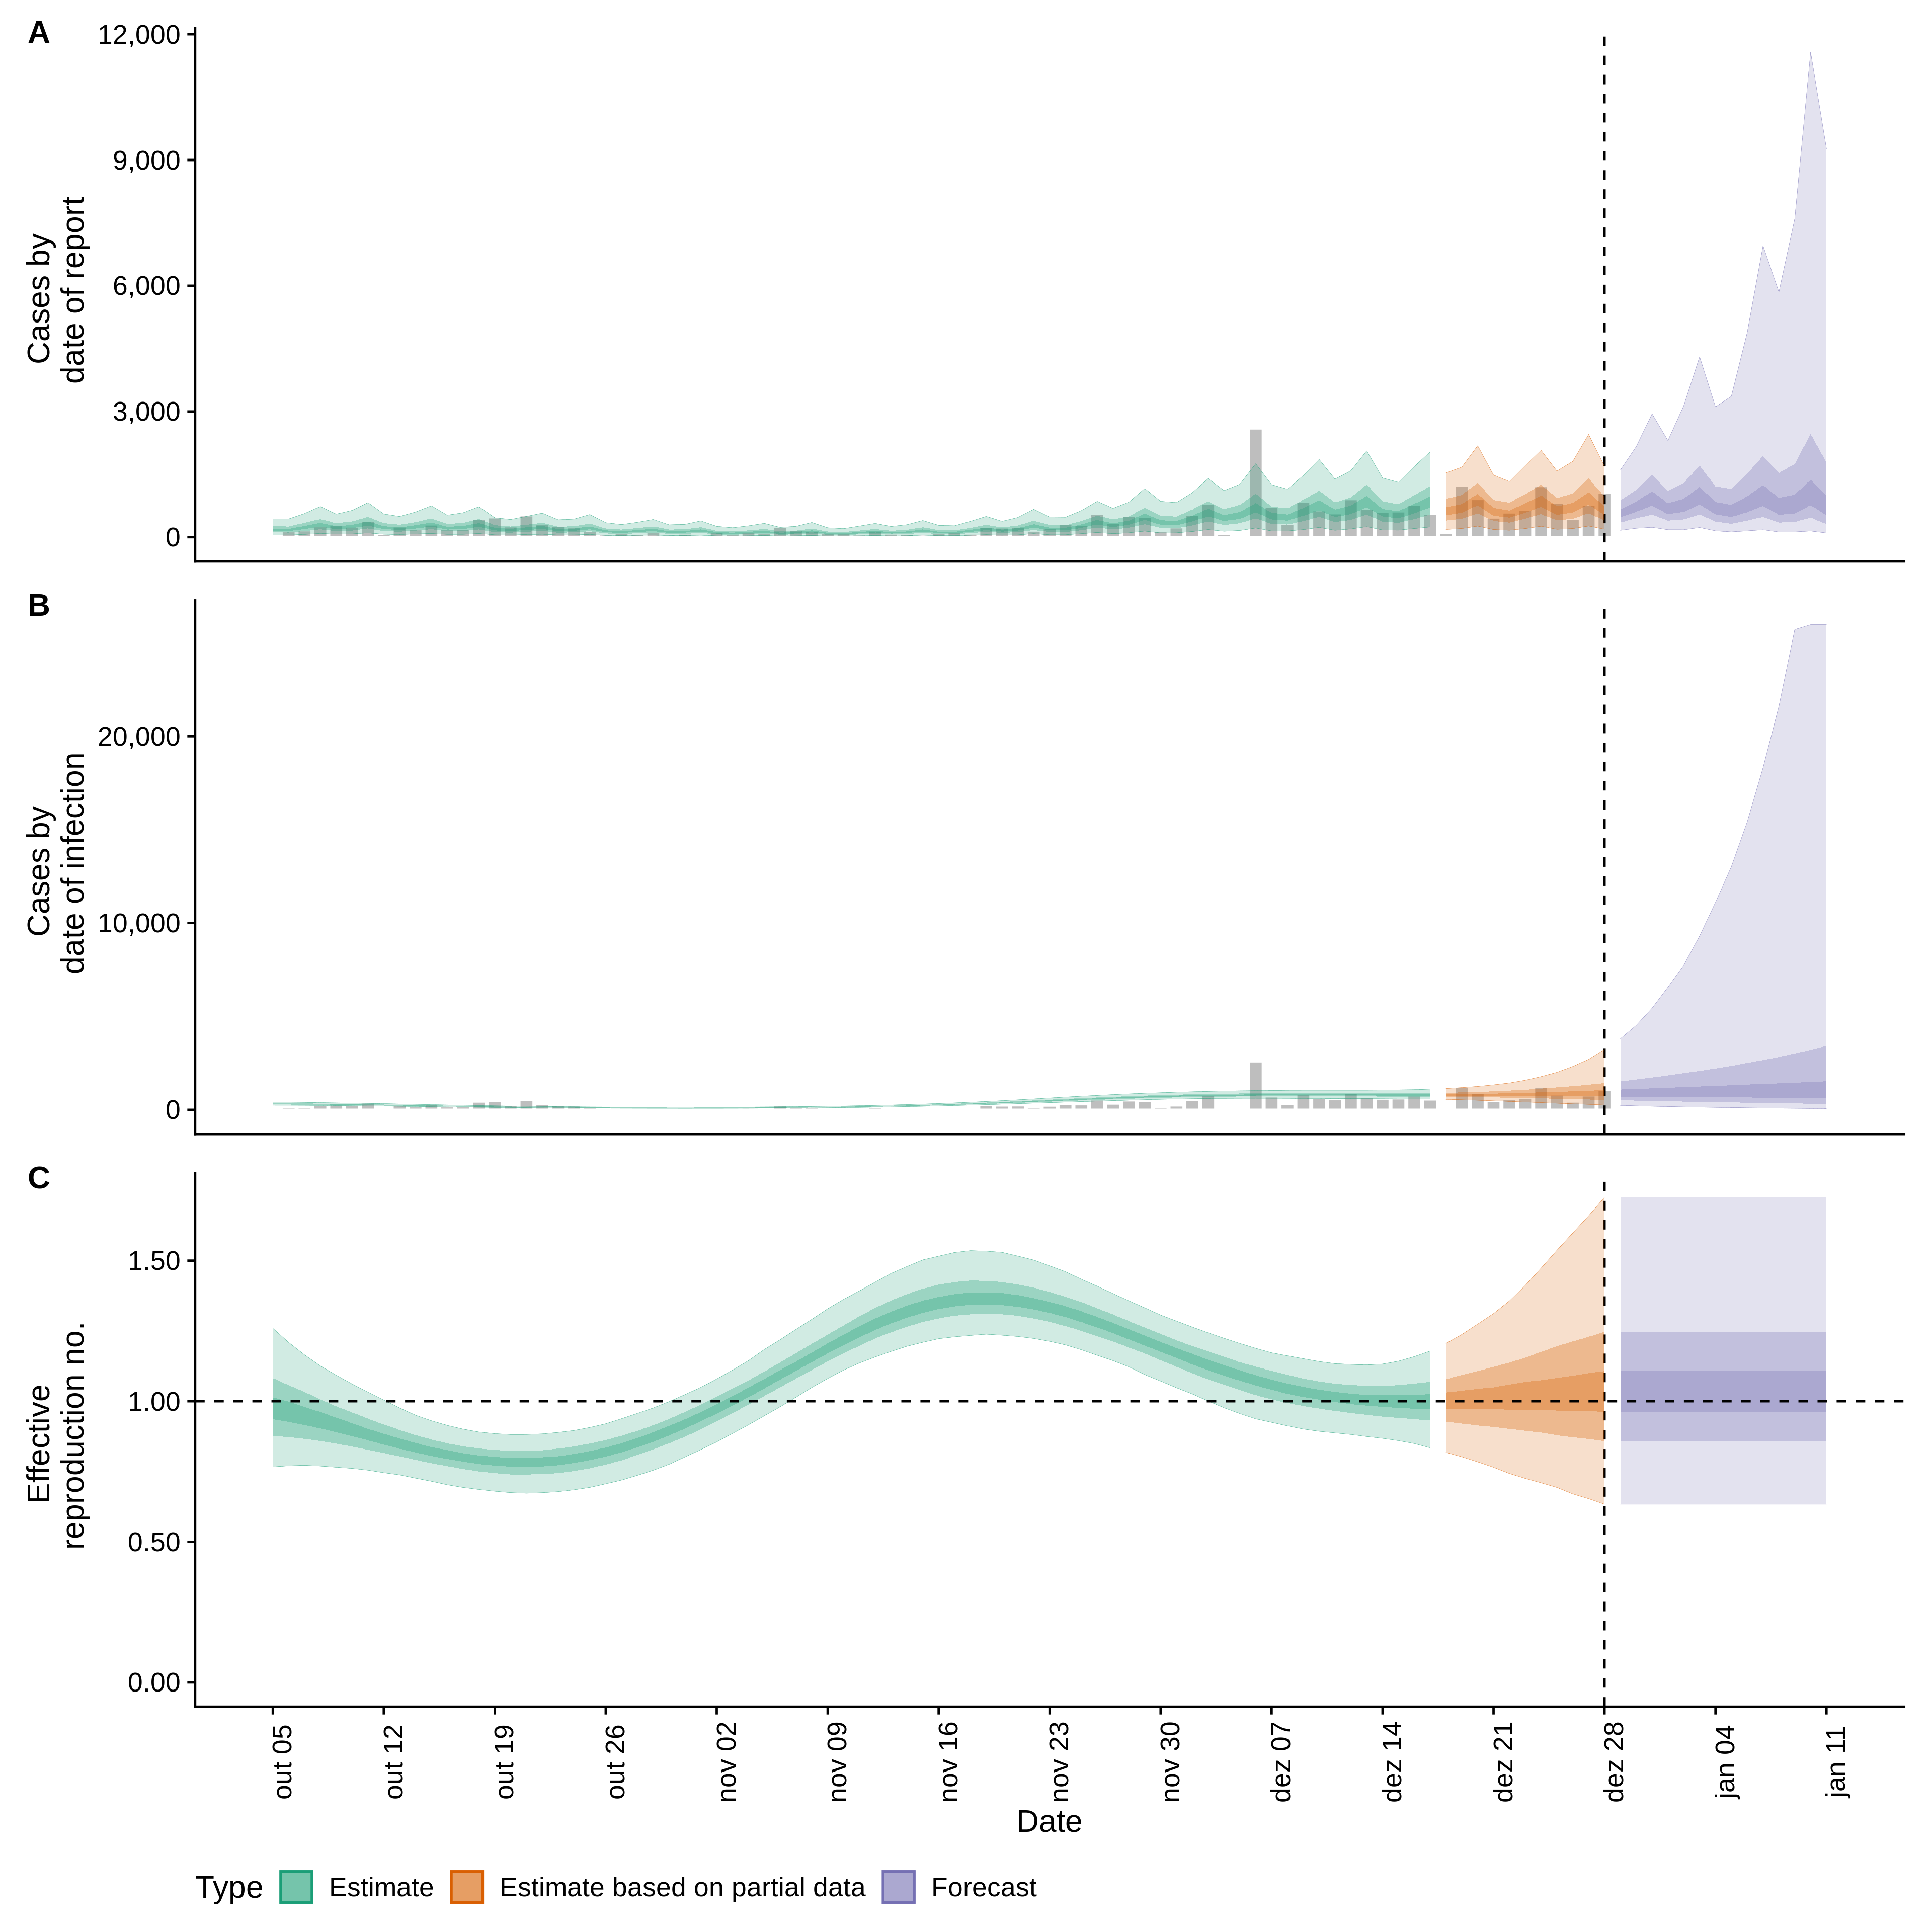 A
12,000
9,000
6,000
3,000
0
Cases by
date of report
B
20,000
10,000
0
Cases by
date of infection
C
1.50
1.00
0.50
0.00
Effective
reproduction no.
out 05
out 12
out 19
out 26
nov 02
nov 09
nov 16
nov 23
nov 30
dez 07
dez 14
dez 21
dez 28
jan 04
jan 11
Date
Type Estimate Estimate based on partial data Forecast